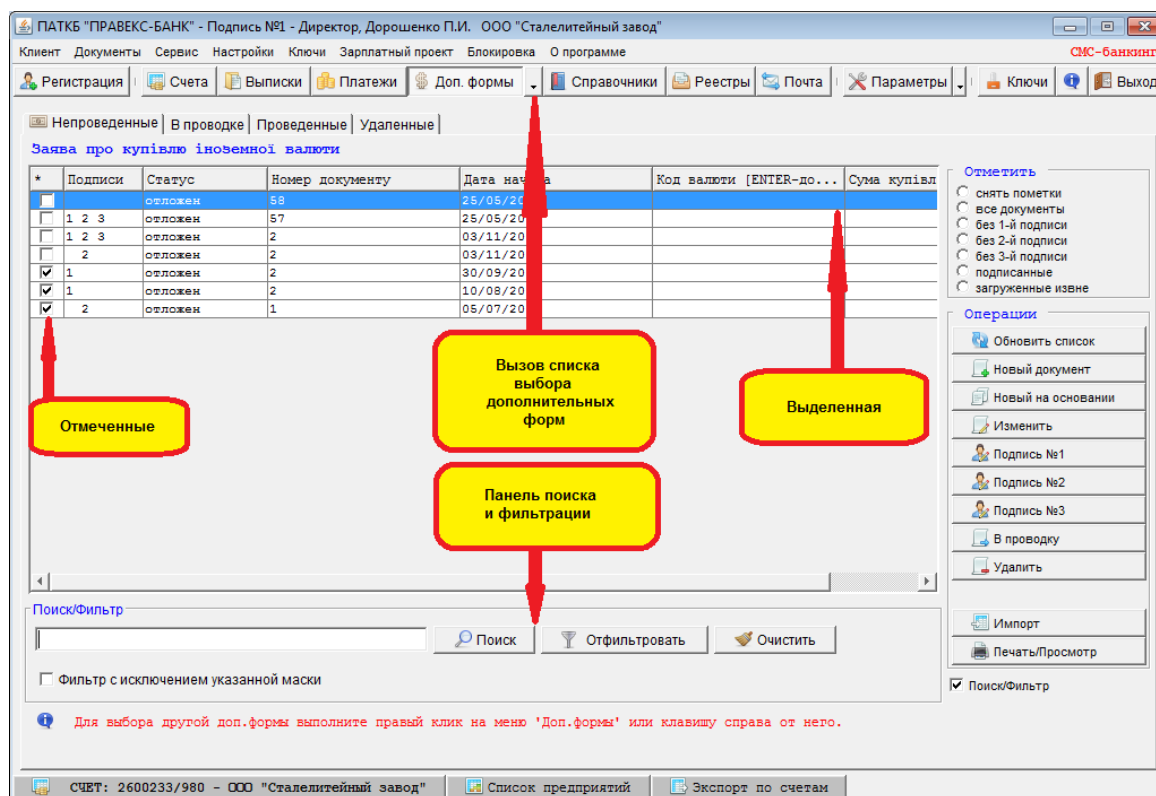 ПАТКБ "ПРАВЕКС-БАНК" - Подпись №1 - Директор, Дорошенко П.И. ООО "Сталелитейный завод"
Клиент Документы Сервис Настройки Ключи Зарплатный проект Блокировка О программе СМС-банкинг
Регистрация Счета Выписки Платежи Доп. формы Справочники Реестры Почта Параметры Ключи Выход
Непроведенные В проводке Проведенные Удаленные
Заява про купівлю іноземної валюти
* Подписи Статус Номер документу Дата нач а Код валюти [ENTER-до... Сума купівл
отложен 58 25/05/20
1 2 3 отложен 57 25/05/20
1 2 3 отложен 2 03/11/20
2 отложен 2 03/11/20
1 отложен 2 30/09/20
1 отложен 2 10/08/20
2 отложен 1 05/07/20
Отмеченные
Вызов списка
выбора
дополнительных
форм
Выделенная
Панель поиска
и фильтрации
Отметить
снять пометки
все документы
без 1-й подписи
без 2-й подписи
без 3-й подписи
подписанные
загруженные извне
Операции
Обновить список
Новый документ
Новый на основании
Изменить
Подпись №1
Подпись №2
Подпись №3
В проводку
Удалить
Импорт
Печать/Просмотр
Поиск/Фильтр
Поиск/Фильтр
Поиск Отфильтровать Очистить
Фильтр с исключением указанной маски
Для выбора другой доп.формы выполните правый клик на меню 'Доп.формы' или клавишу справа от него.
СЧЕТ: 2600233/980 - ООО "Сталелитейный завод" Список предприятий Экспорт по счетам